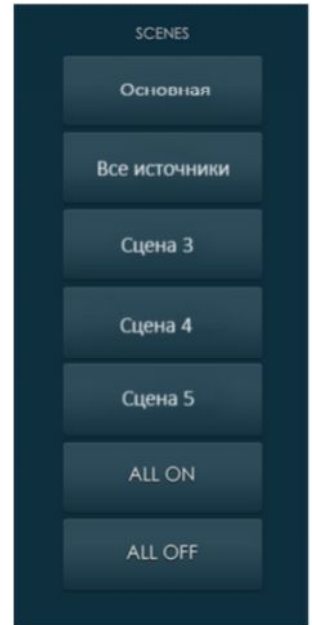 SCENES
Основная
Все источники
Сцена 3
Сцена 4
Сцена 5
ALL ON
ALL OFF